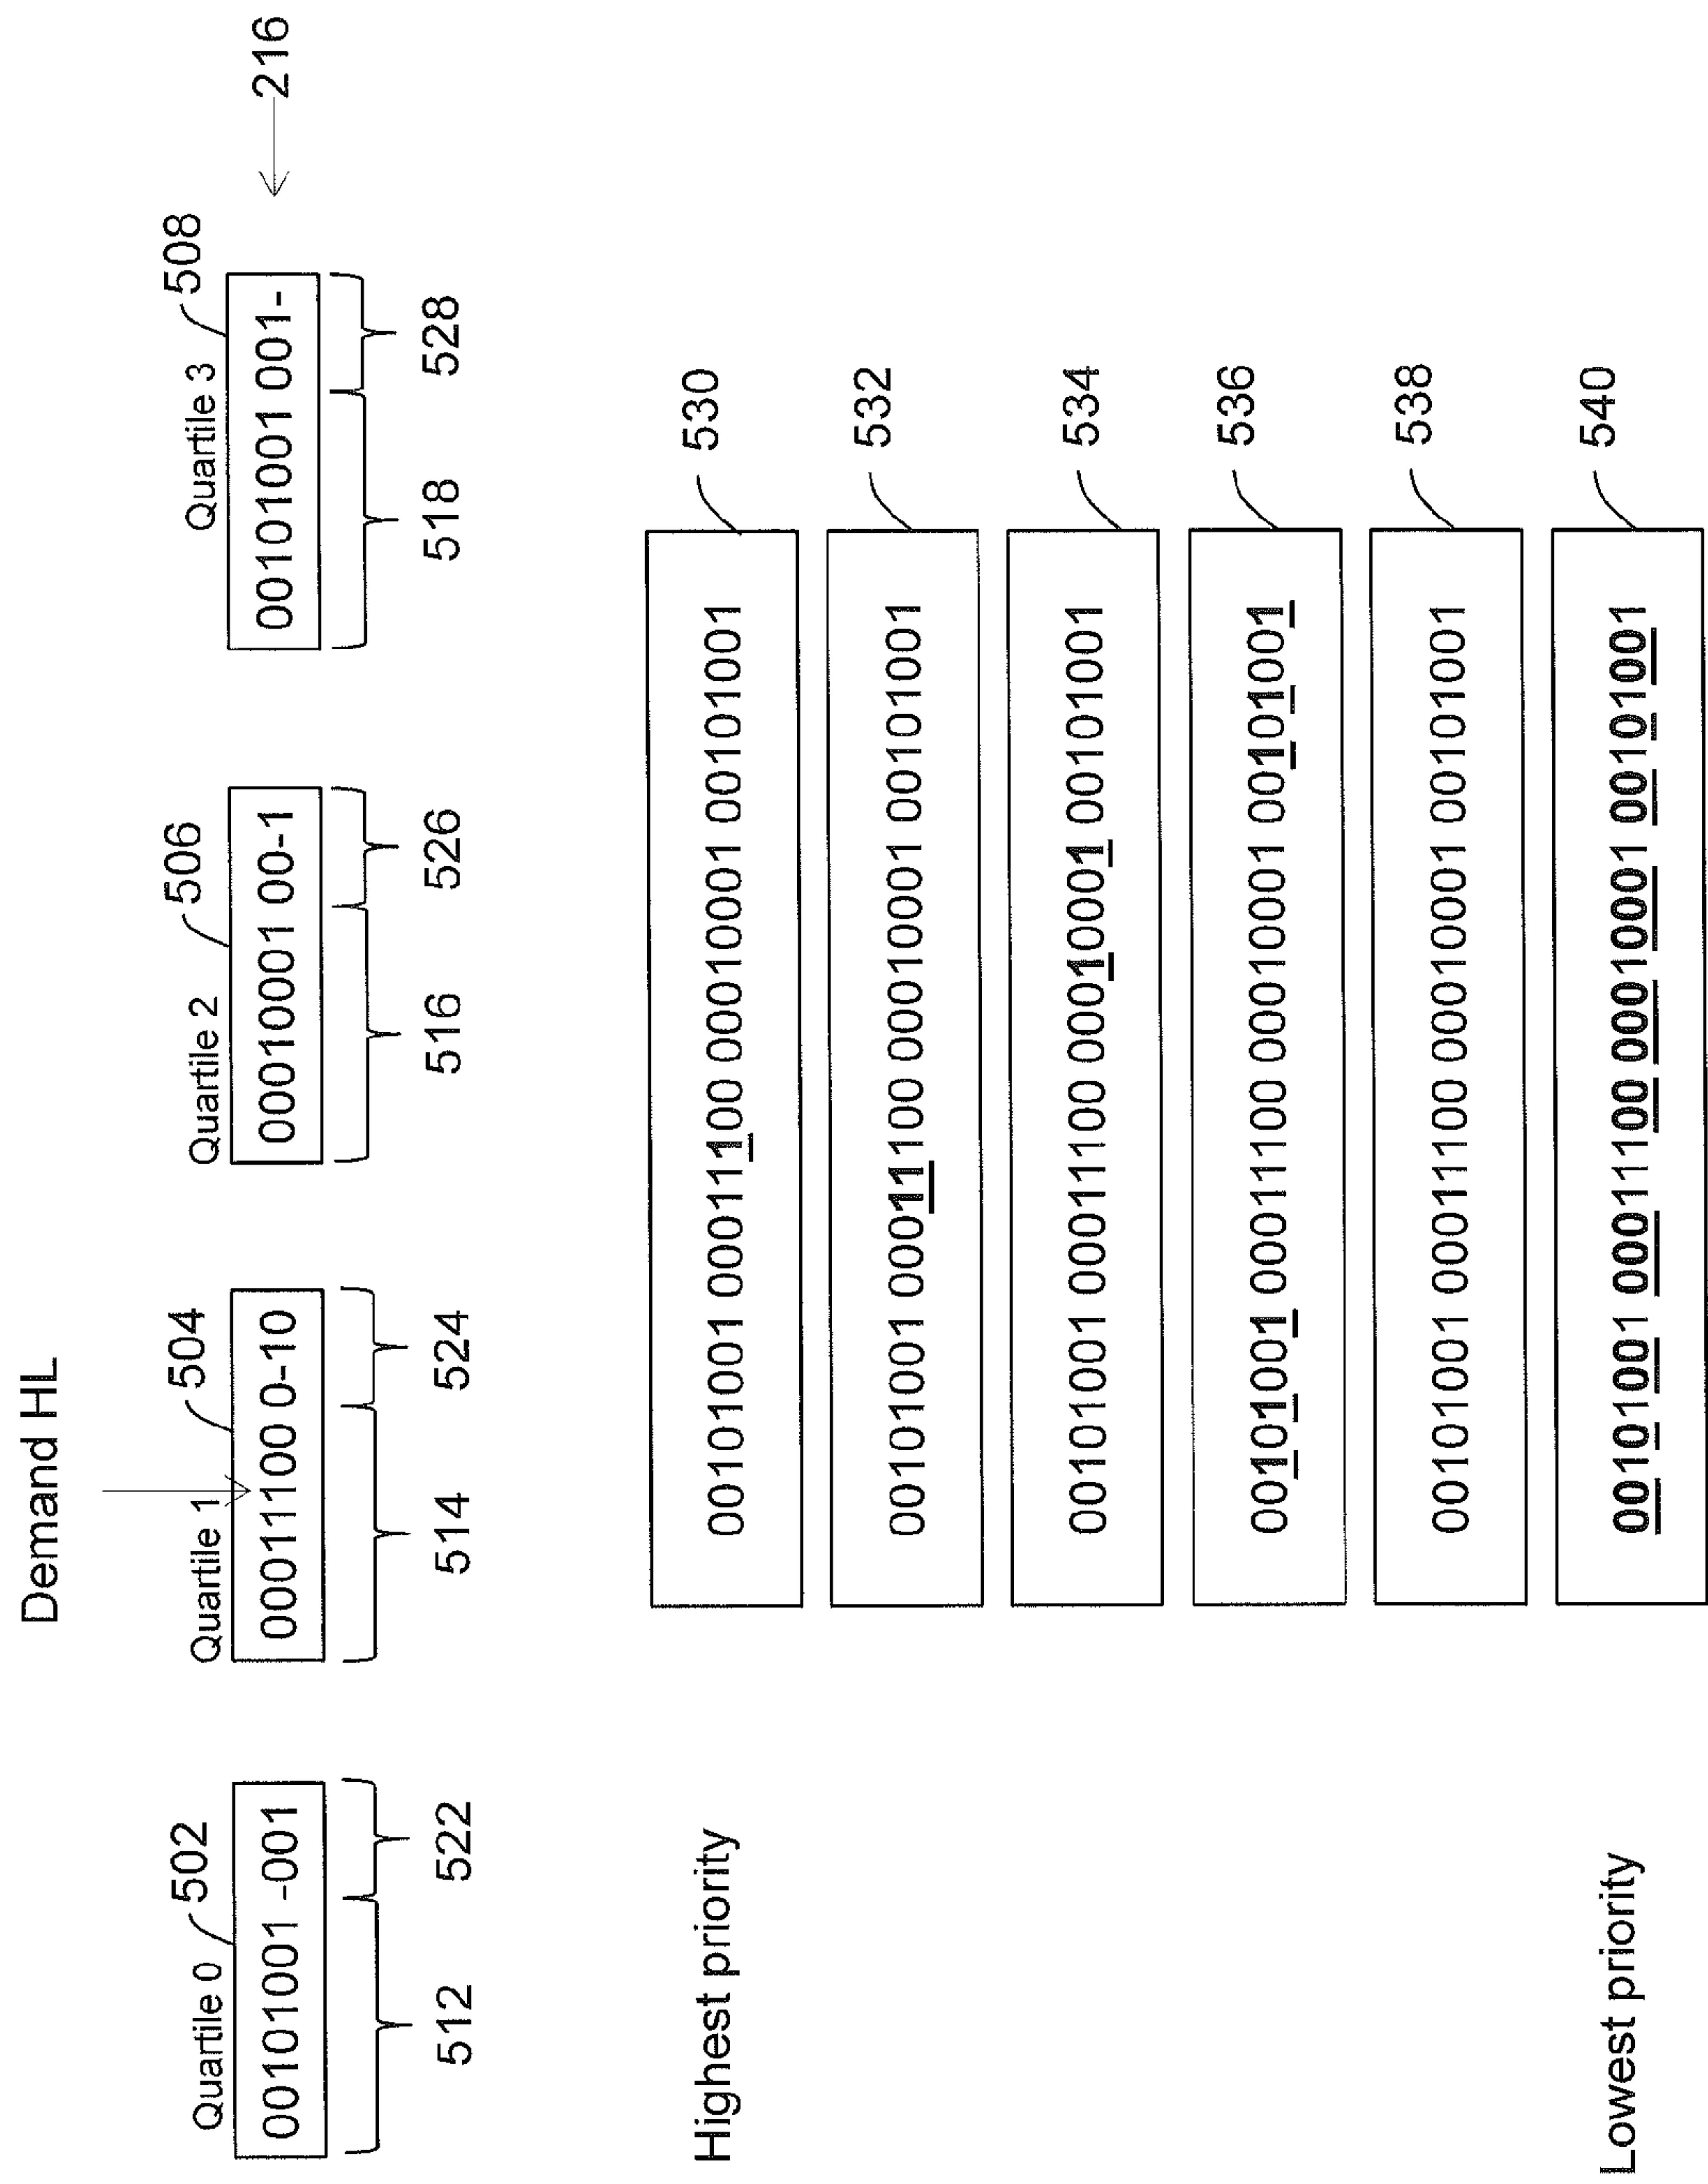 Demand HL
Quartile 0 502 Quartile 1 504 Quartile 2 506 Quartile 3 508
00101001 -001 00011100 0-10 00010001 00-1 00101001 001- 216
512 522 514 524 516 526 518 528
Highest priority 00101001 00011100 00010001 00101001 530
00101001 00011100 00010001 00101001 532
00101001 00011100 00010001 00101001 534
00101001 00011100 00010001 00101001 536
00101001 00011100 00010001 00101001 538
Lowest priority 00101001 00011100 00010001 00101001 540